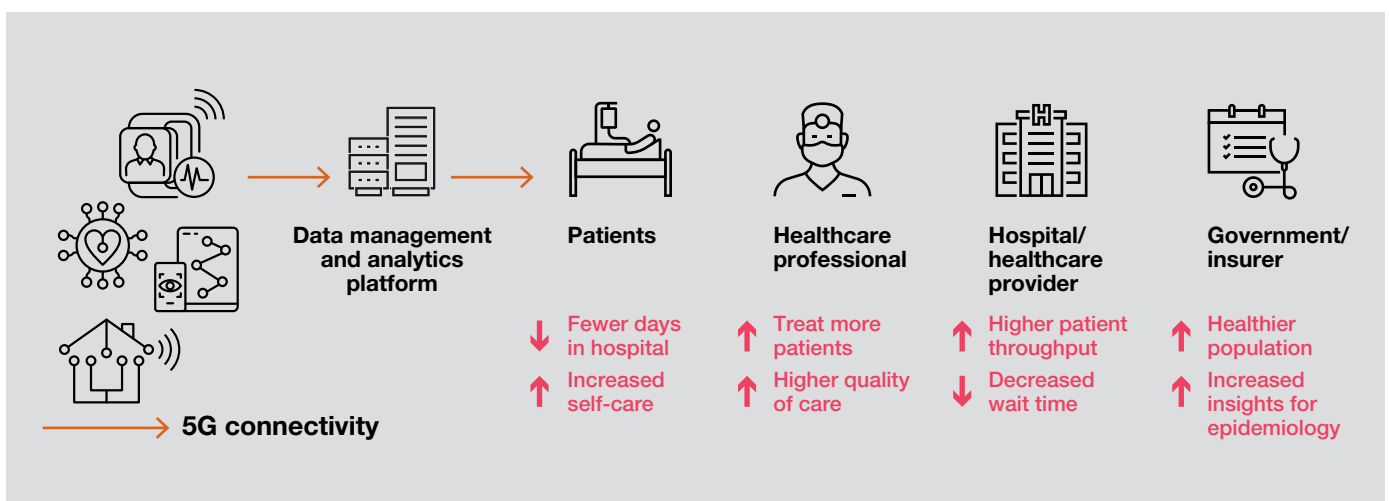 Data management
and analytics
platform
Patients
Healthcare
professional
Hospital/
healthcare
provider
Government/
insurer
Fewer days
in hospital
Increased
self-care
Treat more
patients
Higher quality
of care
Higher patient
throughput
Decreased
wait time
Healthier
population
Increased
insights for
epidemiology
5G connectivity
H